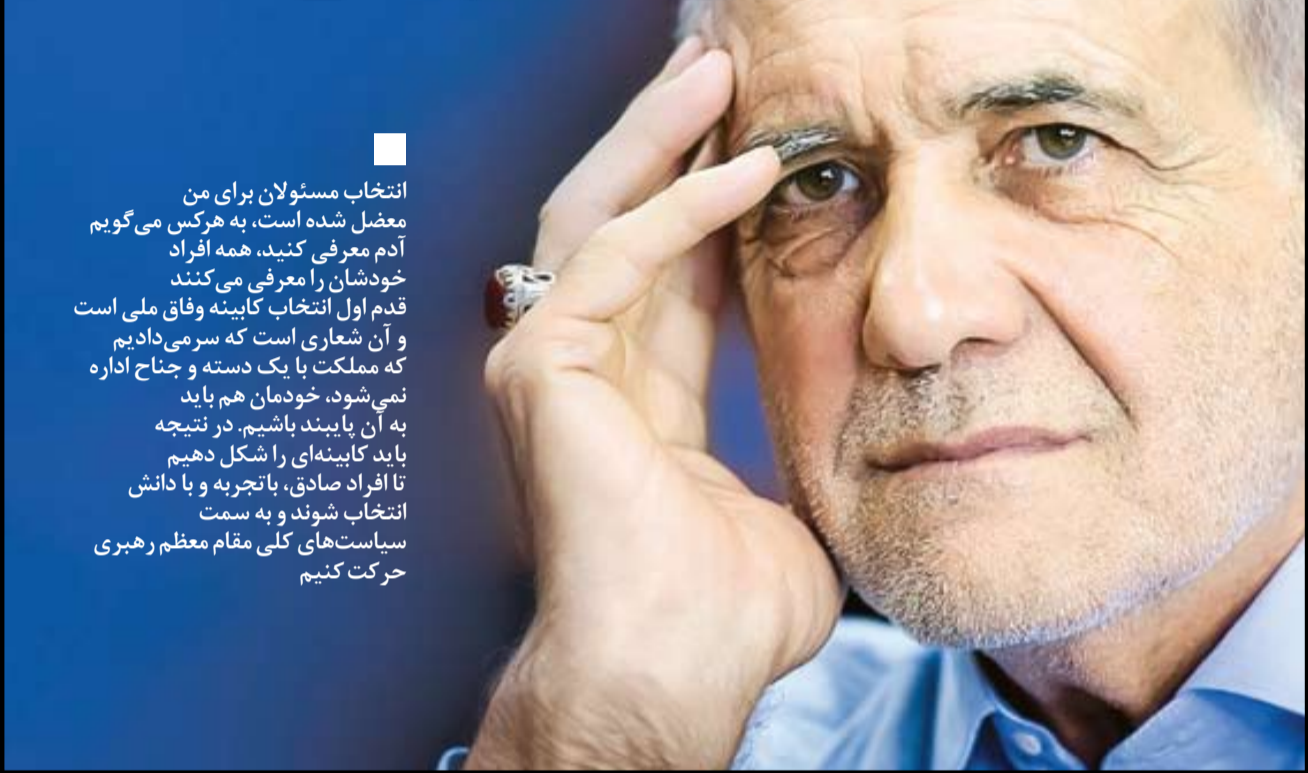 انتخاب مسئولان برای من
معضل شده است، به هرکس می‌گویم
آدم معرفی کنید، همه افراد
خودشان را معرفی می‌کنند
قدم اول انتخاب کابینه وفاق ملی است
و آن شعاری است که سرمی‌دادیم
که مملکت با یک دسته و جناح اداره
نمی‌شود، خودمان هم باید
به آن پایبند باشیم. در نتیجه
باید کابینه‌ای را شکل دهیم
تا افراد صادق، باتجربه و با دانش
انتخاب شوند و به سمت
سیاست‌های کلی مقام معظم رهبری
حرکت کنیم